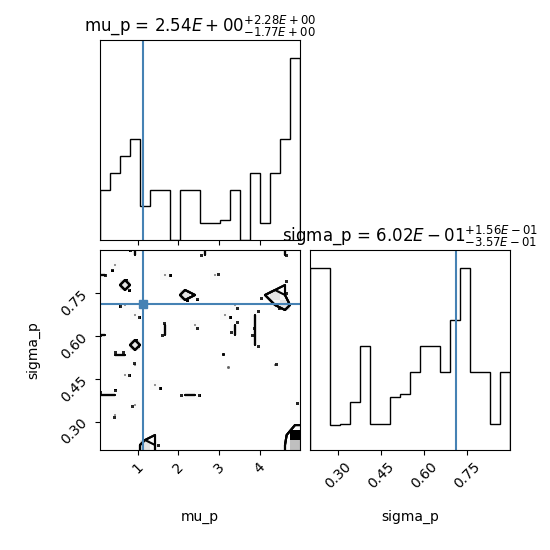 mu_p = 2.54E + 00+2.28E + 00−1.77E + 00
sigma_p = 6.02E − 01+1.56E − 01−3.57E − 01
0.75
0.60
0.45
0.30
sigma_p
1 2 3 4
mu_p
0.30 0.45 0.60 0.75
sigma_p